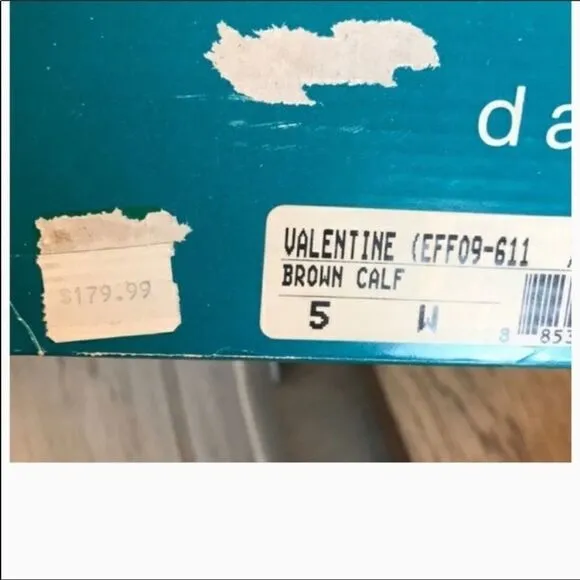 da
$179.99
VALENTINE (EFF09-611 )
BROWN CALF
5 W
8 853